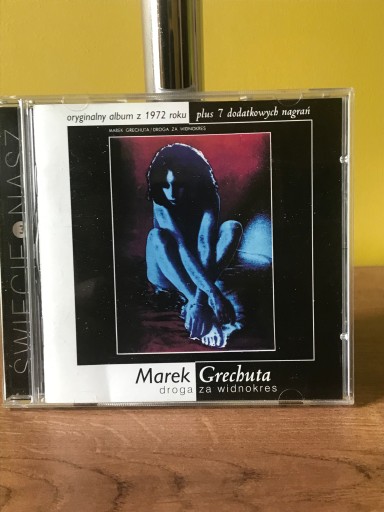 oryginalny album z 1972 roku plus 7 dodatkowych nagrań
MAREK GRECHUTA / DROGA ZA WIDNOKRES
ŚWIECIE NASZ
3
Marek Grechuta
droga za widnokres